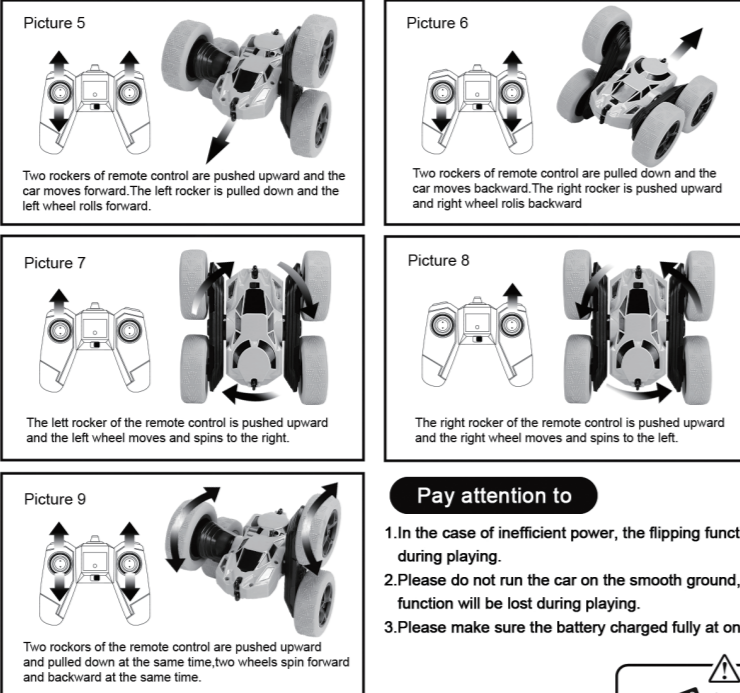 Picture 5
Two rockers of remote control are pushed upward and the
car moves forward.The left rocker is pulled down and the
left wheel rolls forward.
Picture 6
Two rockers of remote control are pulled down and the
car moves backward.The right rocker is pushed upward
and right wheel rolis backward
Picture 7
The lett rocker of the remote control is pushed upward
and the left wheel moves and spins to the right.
Picture 8
The right rocker of the remote control is pushed upward
and the right wheel moves and spins to the left.
Picture 9
Two rockors of the remote control are pushed upward
and pulled down at the same time,two wheels spin forward
and backward at the same time.
Pay attention to
1.In the case of inefficient power, the flipping funct
during playing.
2.Please do not run the car on the smooth ground,
function will be lost during playing.
3.Please make sure the battery charged fully at on